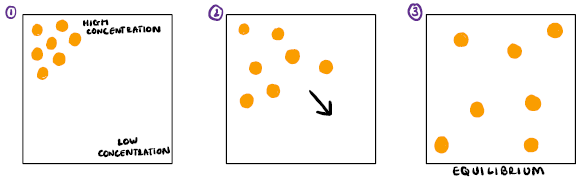 ①
HIGH
CONCENTRATION
LOW
CONCENTRATION
②
③
EQUILIBRIUM